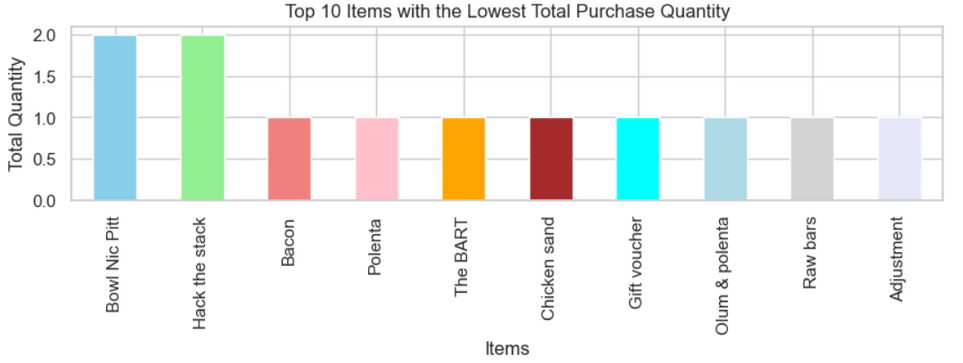 Top 10 Items with the Lowest Total Purchase Quantity
Total Quantity
2.0
1.5
1.0
0.5
0.0
Bowl Nic Pitt
Hack the stack
Bacon
Polenta
The BART
Chicken sand
Gift voucher
Olum & polenta
Raw bars
Adjustment
Items